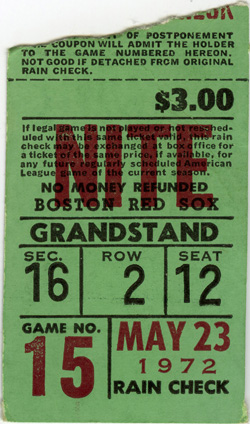 OF POSTPONEMENT
COUPON WILL ADMIT THE HOLDER
TO THE GAME NUMBERED HEREON.
NOT GOOD IF DETACHED FROM ORIGINAL
RAIN CHECK.
$3.00
If legal game is not played or not resched-
uled with this same ticket valid, this rain
check may be exchanged at box office for
a ticket of the same price, if available, for
any future regularly scheduled American
League game of the current season.
NITE
NO MONEY REFUNDED
BOSTON RED SOX
GRANDSTAND
SEC. ROW SEAT
16 2 12
GAME NO. MAY 23
15 1972
RAIN CHECK